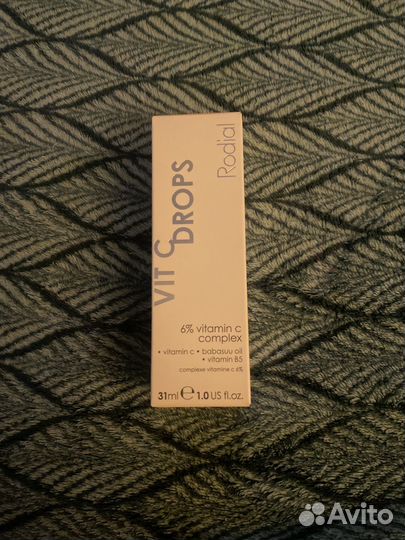 VIT C
DROPS
Rodial
6% vitamin c
complex
• vitamin c • babasuu oil
• vitamin B5
complexe vitamine c 6%
31ml ℮ 1.0 US fl.oz.
Avito